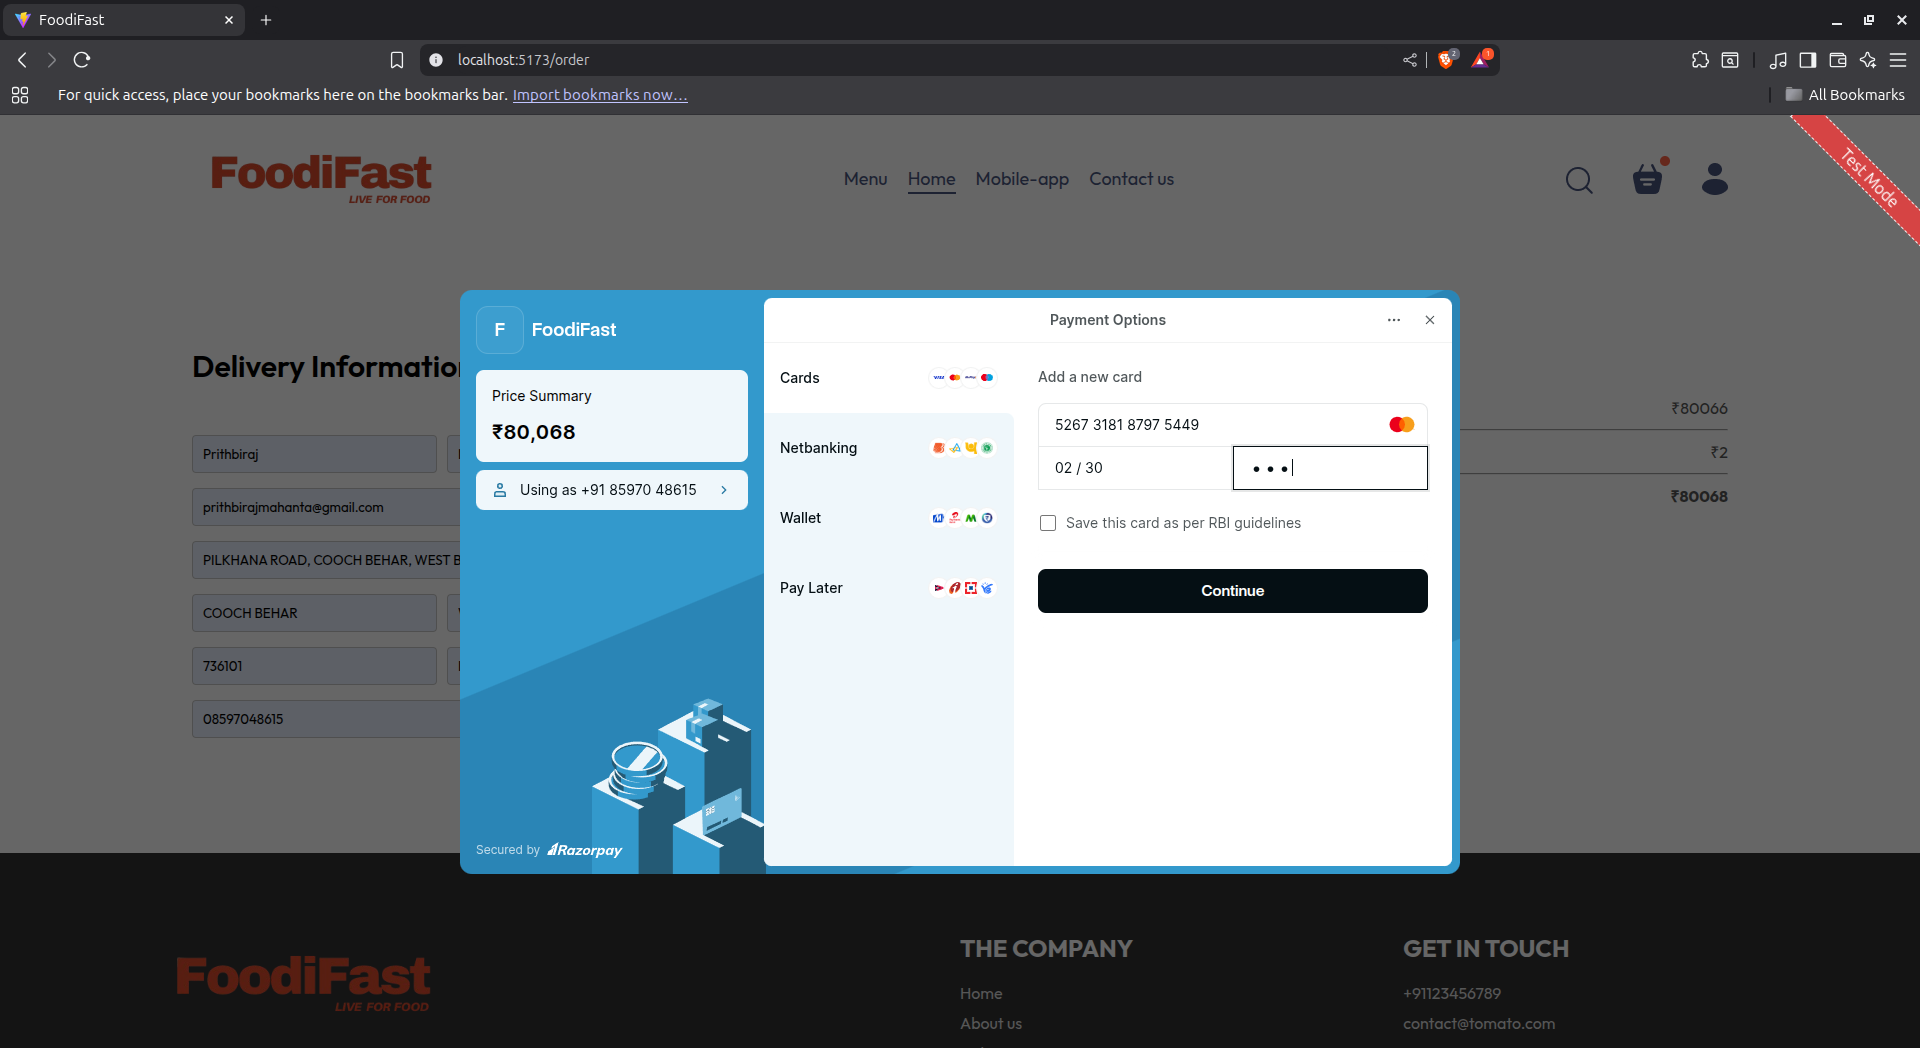 FoodiFast
localhost:5173/order
2
1
For quick access, place your bookmarks here on the bookmarks bar. Import bookmarks now...
All Bookmarks
FoodiFast
LIVE FOR FOOD
Menu
Home
Mobile-app
Contact us
Test Mode
Delivery Information
Prithbiraj
prithbirajmahanta@gmail.com
PILKHANA ROAD, COOCH BEHAR, WEST B
COOCH BEHAR
736101
08597048615
₹80066
₹2
₹80068
F
FoodiFast
Price Summary
₹80,068
Using as +91 85970 48615
Secured by Razorpay
Payment Options
Cards
VISA
Netbanking
Wallet
Pay Later
Add a new card
5267 3181 8797 5449
02 / 30
Save this card as per RBI guidelines
Continue
FoodiFast
LIVE FOR FOOD
THE COMPANY
Home
About us
GET IN TOUCH
+91123456789
contact@tomato.com